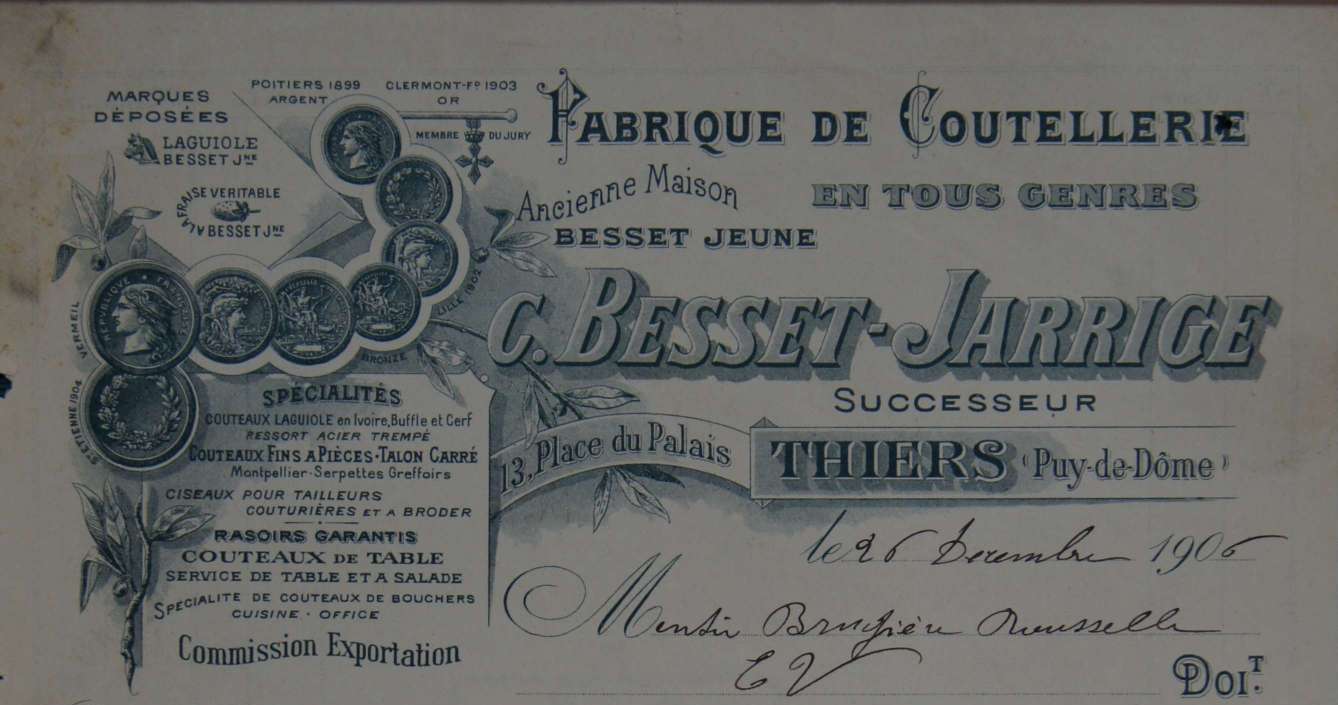 MARQUES
DÉPOSÉES
LAGUIOLE
BESSET JNE
A LA FRAISE VERITABLE
BESSET JNE
POITIERS 1899
ARGENT
CLERMONT-FD 1903
OR
MEMBRE DU JURY
LILLE 1902
BRONZE
VERMEIL
ST ETIENNE 1904
FABRIQUE DE COUTELLERIE
EN TOUS GENRES
Ancienne Maison
BESSET JEUNE
C. BESSET-JARRIGE
SUCCESSEUR
13, Place du Palais
THIERS (Puy-de-Dôme)
SPÉCIALITÉS
COUTEAUX LAGUIOLE en Ivoire, Buffle et Cerf
RESSORT ACIER TREMPÉ
COUTEAUX FINS A PIÈCES - TALON CARRÉ
Montpellier - Serpettes Greffoirs
CISEAUX POUR TAILLEURS
COUTURIÈRES ET A BRODER
RASOIRS GARANTIS
COUTEAUX DE TABLE
SERVICE DE TABLE ET A SALADE
SPECIALITE DE COUTEAUX DE BOUCHERS
CUISINE - OFFICE
Commission Exportation
le 26 Decembre 1906
M
EV
DOIT.